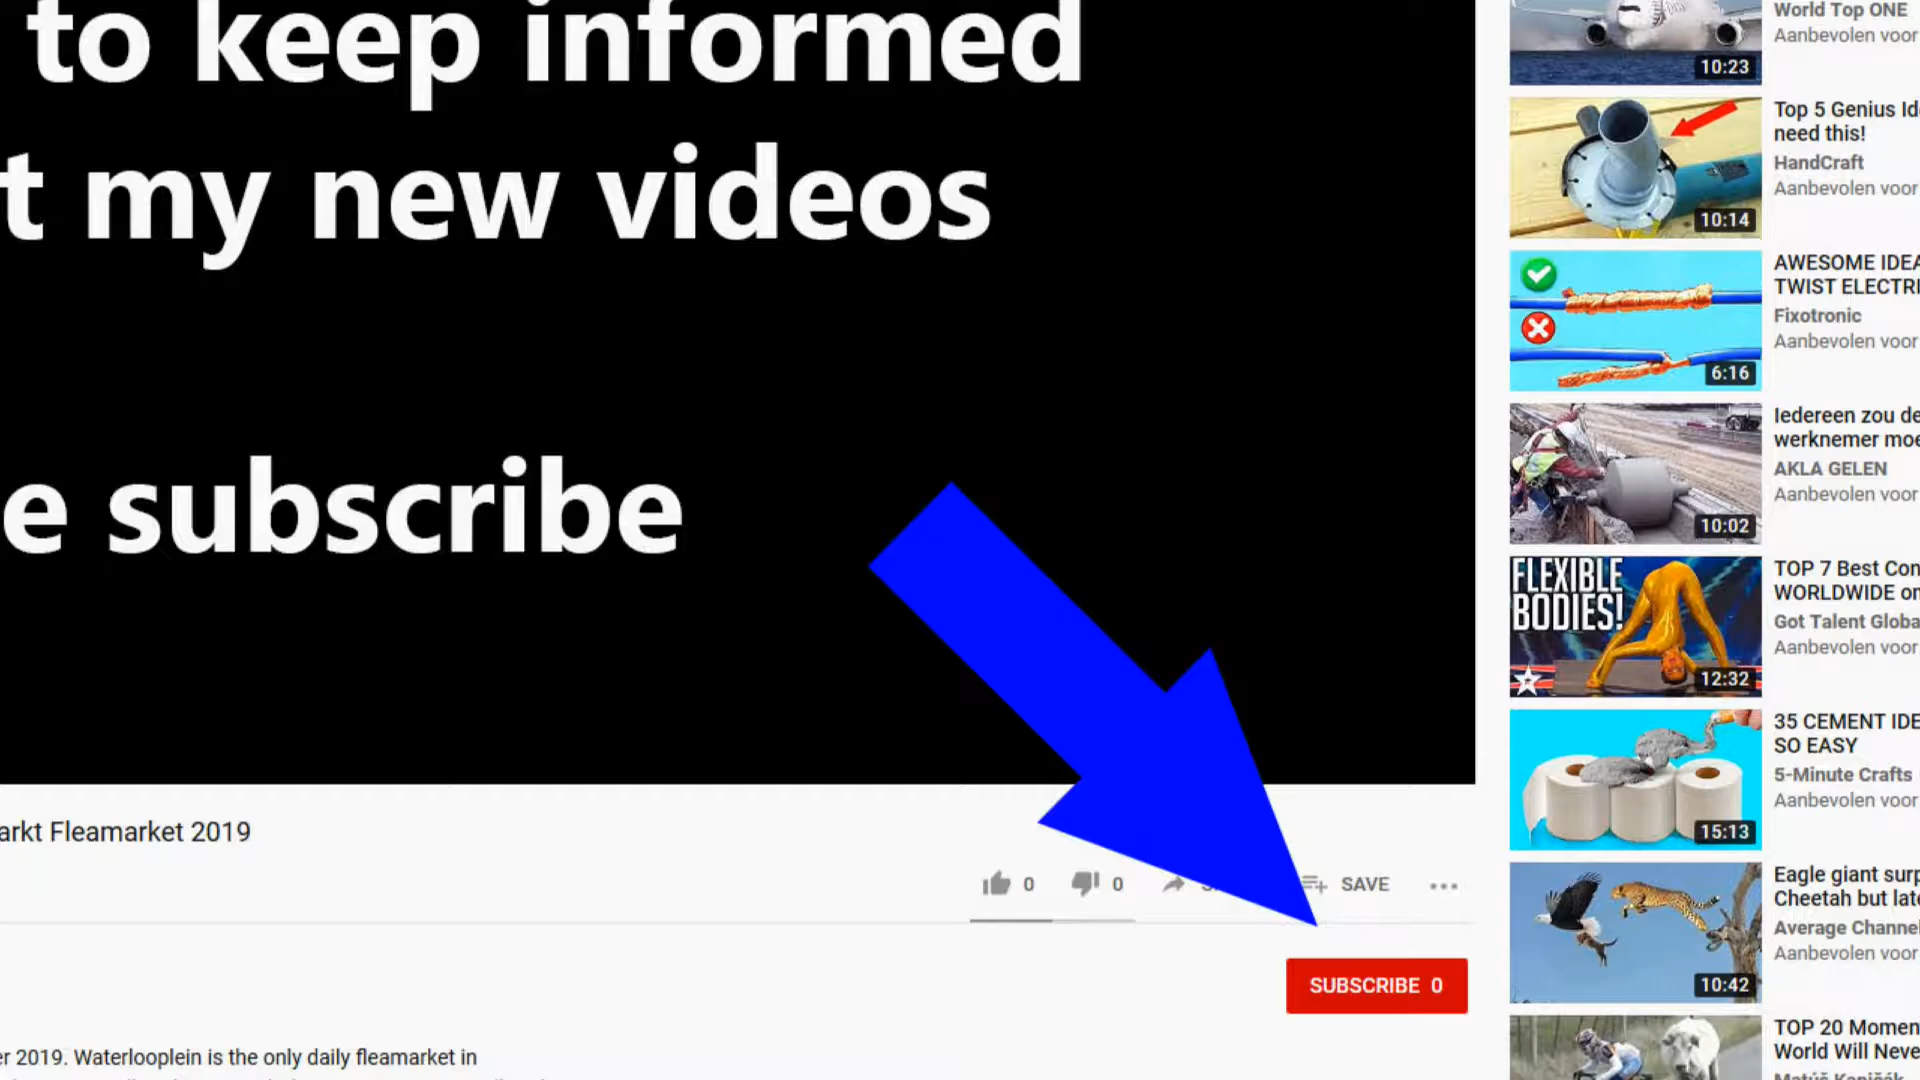 to keep informed
t my new videos
e subscribe
arkt Fleamarket 2019
0
0
SAVE
SUBSCRIBE 0
er 2019. Waterlooplein is the only daily fleamarket in
World Top ONE
Aanbevolen voor
10:23
Top 5 Genius Id
need this!
HandCraft
Aanbevolen voor
10:14
AWESOME IDEA
TWIST ELECTRI
Fixotronic
Aanbevolen voor
6:16
Iedereen zou de
werknemer moe
AKLA GELEN
Aanbevolen voor
10:02
FLEXIBLE
BODIES!
12:32
TOP 7 Best Con
WORLDWIDE on
Got Talent Globa
Aanbevolen voor
35 CEMENT IDE
SO EASY
5-Minute Crafts
Aanbevolen voor
15:13
Eagle giant surp
Cheetah but late
Average Channel
Aanbevolen voor
10:42
TOP 20 Momen
World Will Neve